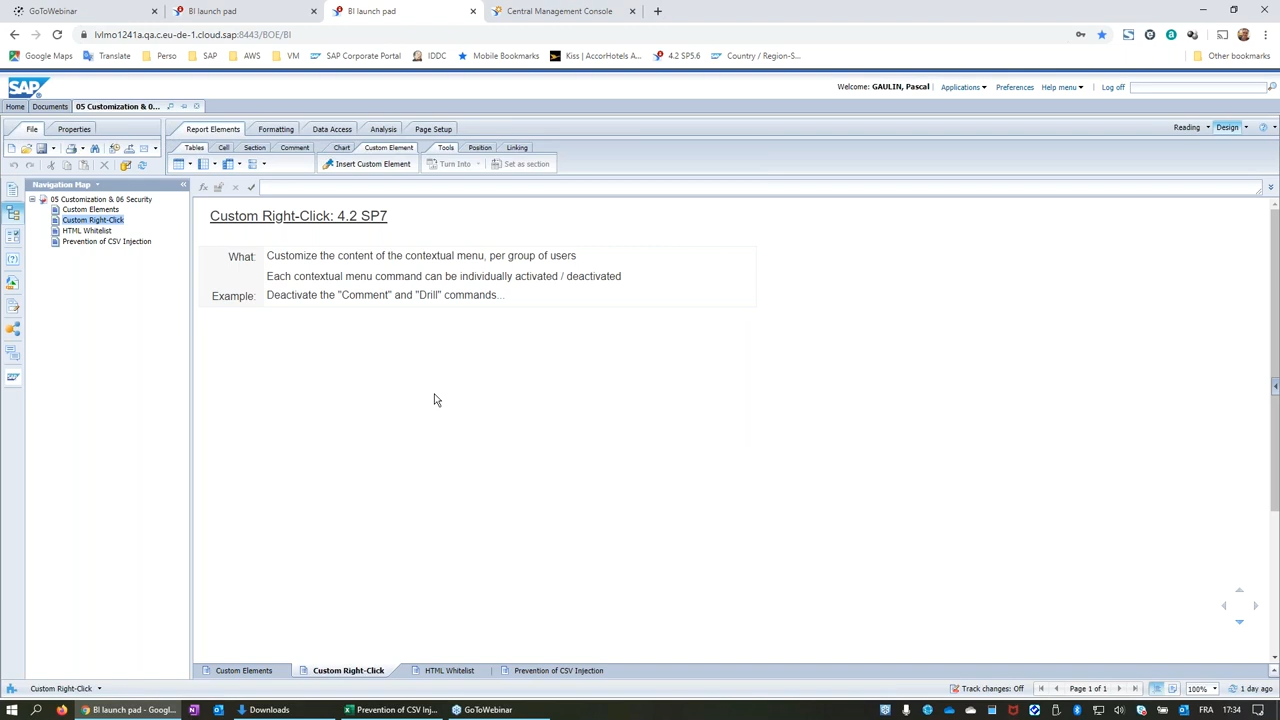 GoToWebinar
BI launch pad
BI launch pad
Central Management Console
lvlmo1241a.qa.c.eu-de-1.cloud.sap:8443/BOE/BI
Google Maps
Translate
Perso
SAP
AWS
VM
SAP Corporate Portal
IDDC
Mobile Bookmarks
Kiss | AccorHotels A...
4.2 SP5.6
Country / Region-S...
Other bookmarks
SAP
Welcome: GAULIN, Pascal
Applications
Preferences
Help menu
Log off
Home
Documents
05 Customization & 0...
File
Properties
Report Elements
Formatting
Data Access
Analysis
Page Setup
Reading
Design
Tables
Cell
Section
Comment
Chart
Custom Element
Tools
Position
Linking
Insert Custom Element
Turn Into
Set as section
Navigation Map
05 Customization & 06 Security
Custom Elements
Custom Right-Click
HTML Whitelist
Prevention of CSV Injection
Custom Right-Click: 4.2 SP7
What: Customize the content of the contextual menu, per group of users
Each contextual menu command can be individually activated / deactivated
Example: Deactivate the "Comment" and "Drill" commands...
Custom Elements
Custom Right-Click
HTML Whitelist
Prevention of CSV Injection
Custom Right-Click
Track changes: Off
Page 1 of 1
100%
1 day ago
BI launch pad - Googl...
Downloads
Prevention of CSV Inj...
GoToWebinar
FRA
17:34